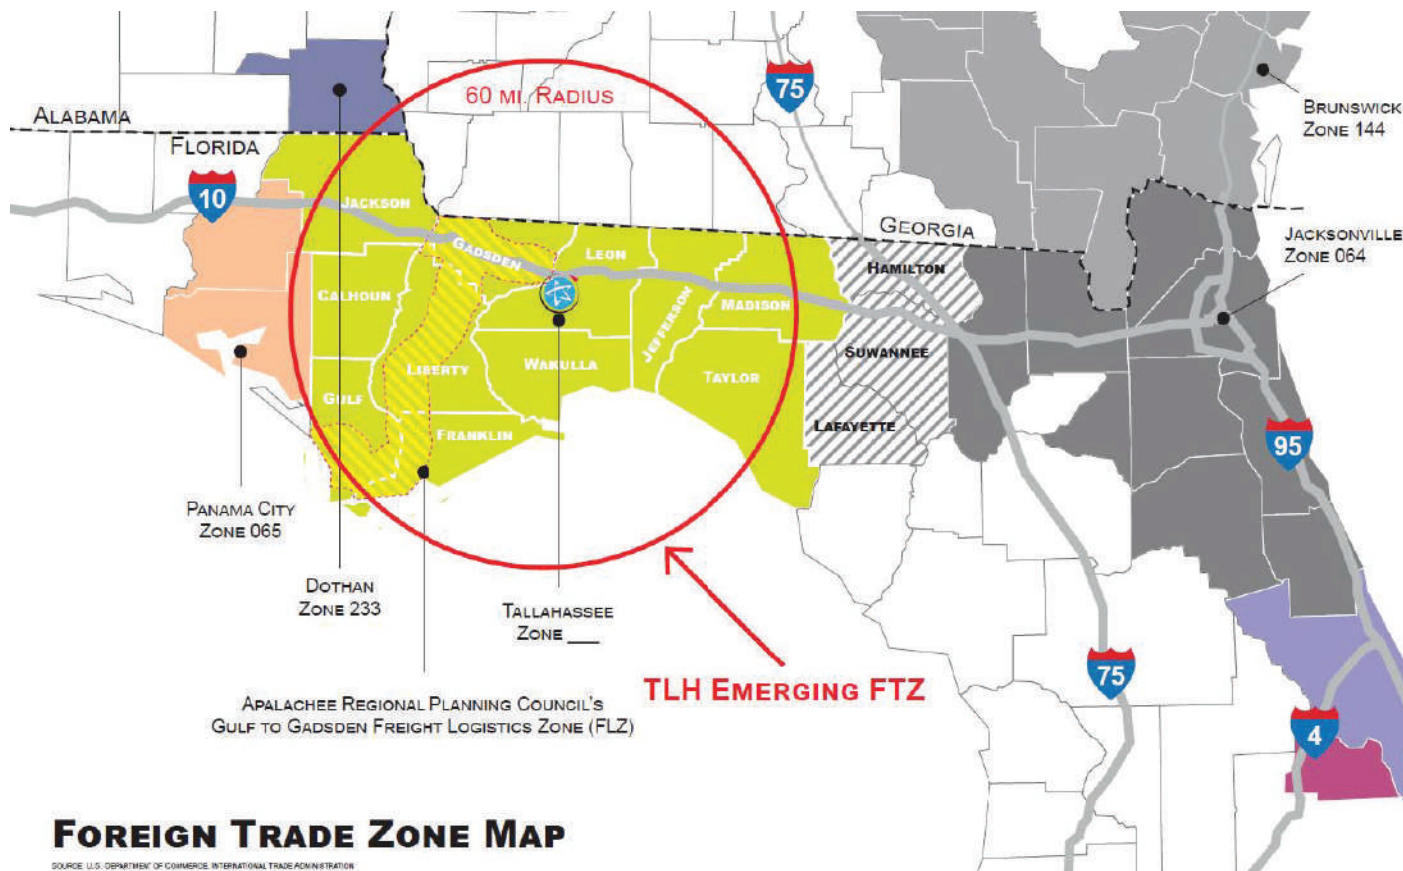 60 MI. RADIUS
75
BRUNSWICK
ZONE 144
ALABAMA
FLORIDA
10
JACKSON
GEORGIA
JACKSONVILLE
ZONE 064
GADSDEN
LEON
HAMILTON
CALHOUN
MADISON
JEFFERSON
SUWANNEE
LIBERTY
WAKULLA
TAYLOR
GULF
FRANKLIN
LAFAYETTE
95
PANAMA CITY
ZONE 065
DOTHAN
ZONE 233
TALLAHASSEE
ZONE ___
75
TLH EMERGING FTZ
APALACHEE REGIONAL PLANNING COUNCIL'S
GULF TO GADSDEN FREIGHT LOGISTICS ZONE (FLZ)
4
FOREIGN TRADE ZONE MAP
SOURCE: U.S. DEPARTMENT OF COMMERCE, INTERNATIONAL TRADE ADMINISTRATION